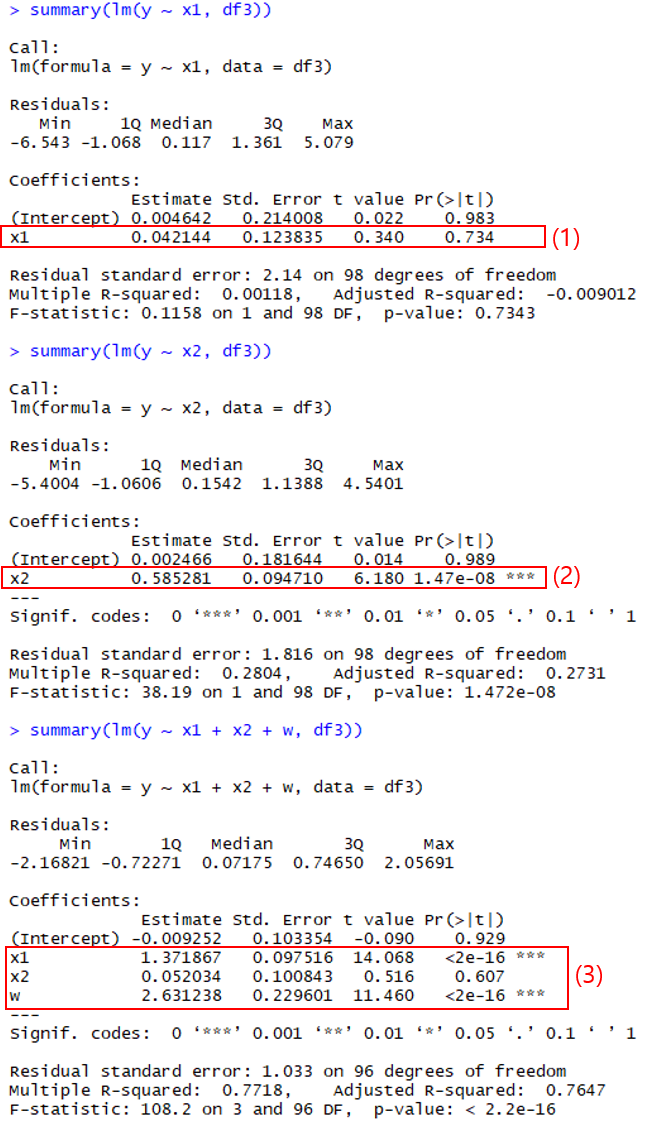 > summary(lm(y ~ x1, df3))
Call:
lm(formula = y ~ x1, data = df3)
Residuals:
Min 1Q Median 3Q Max
-6.543 -1.068 0.117 1.361 5.079
Coefficients:
Estimate Std. Error t value Pr(>|t|)
(Intercept) 0.004642 0.214008 0.022 0.983
x1 0.042144 0.123835 0.340 0.734 (1)
Residual standard error: 2.14 on 98 degrees of freedom
Multiple R-squared: 0.00118, Adjusted R-squared: -0.009012
F-statistic: 0.1158 on 1 and 98 DF, p-value: 0.7343
> summary(lm(y ~ x2, df3))
Call:
lm(formula = y ~ x2, data = df3)
Residuals:
Min 1Q Median 3Q Max
-5.4004 -1.0606 0.1542 1.1388 4.5401
Coefficients:
Estimate Std. Error t value Pr(>|t|)
(Intercept) 0.002466 0.181644 0.014 0.989
x2 0.585281 0.094710 6.180 1.47e-08 *** (2)
---
Signif. codes: 0 ‘***’ 0.001 ‘**’ 0.01 ‘*’ 0.05 ‘.’ 0.1 ‘ ’ 1
Residual standard error: 1.816 on 98 degrees of freedom
Multiple R-squared: 0.2804, Adjusted R-squared: 0.2731
F-statistic: 38.19 on 1 and 98 DF, p-value: 1.472e-08
> summary(lm(y ~ x1 + x2 + w, df3))
Call:
lm(formula = y ~ x1 + x2 + w, data = df3)
Residuals:
Min 1Q Median 3Q Max
-2.16821 -0.72271 0.07175 0.74650 2.05691
Coefficients:
Estimate Std. Error t value Pr(>|t|)
(Intercept) -0.009252 0.103354 -0.090 0.929
x1 1.371867 0.097516 14.068 <2e-16 ***
x2 0.052034 0.100843 0.516 0.607 (3)
w 2.631238 0.229601 11.460 <2e-16 ***
---
Signif. codes: 0 ‘***’ 0.001 ‘**’ 0.01 ‘*’ 0.05 ‘.’ 0.1 ‘ ’ 1
Residual standard error: 1.033 on 96 degrees of freedom
Multiple R-squared: 0.7718, Adjusted R-squared: 0.7647
F-statistic: 108.2 on 3 and 96 DF, p-value: < 2.2e-16